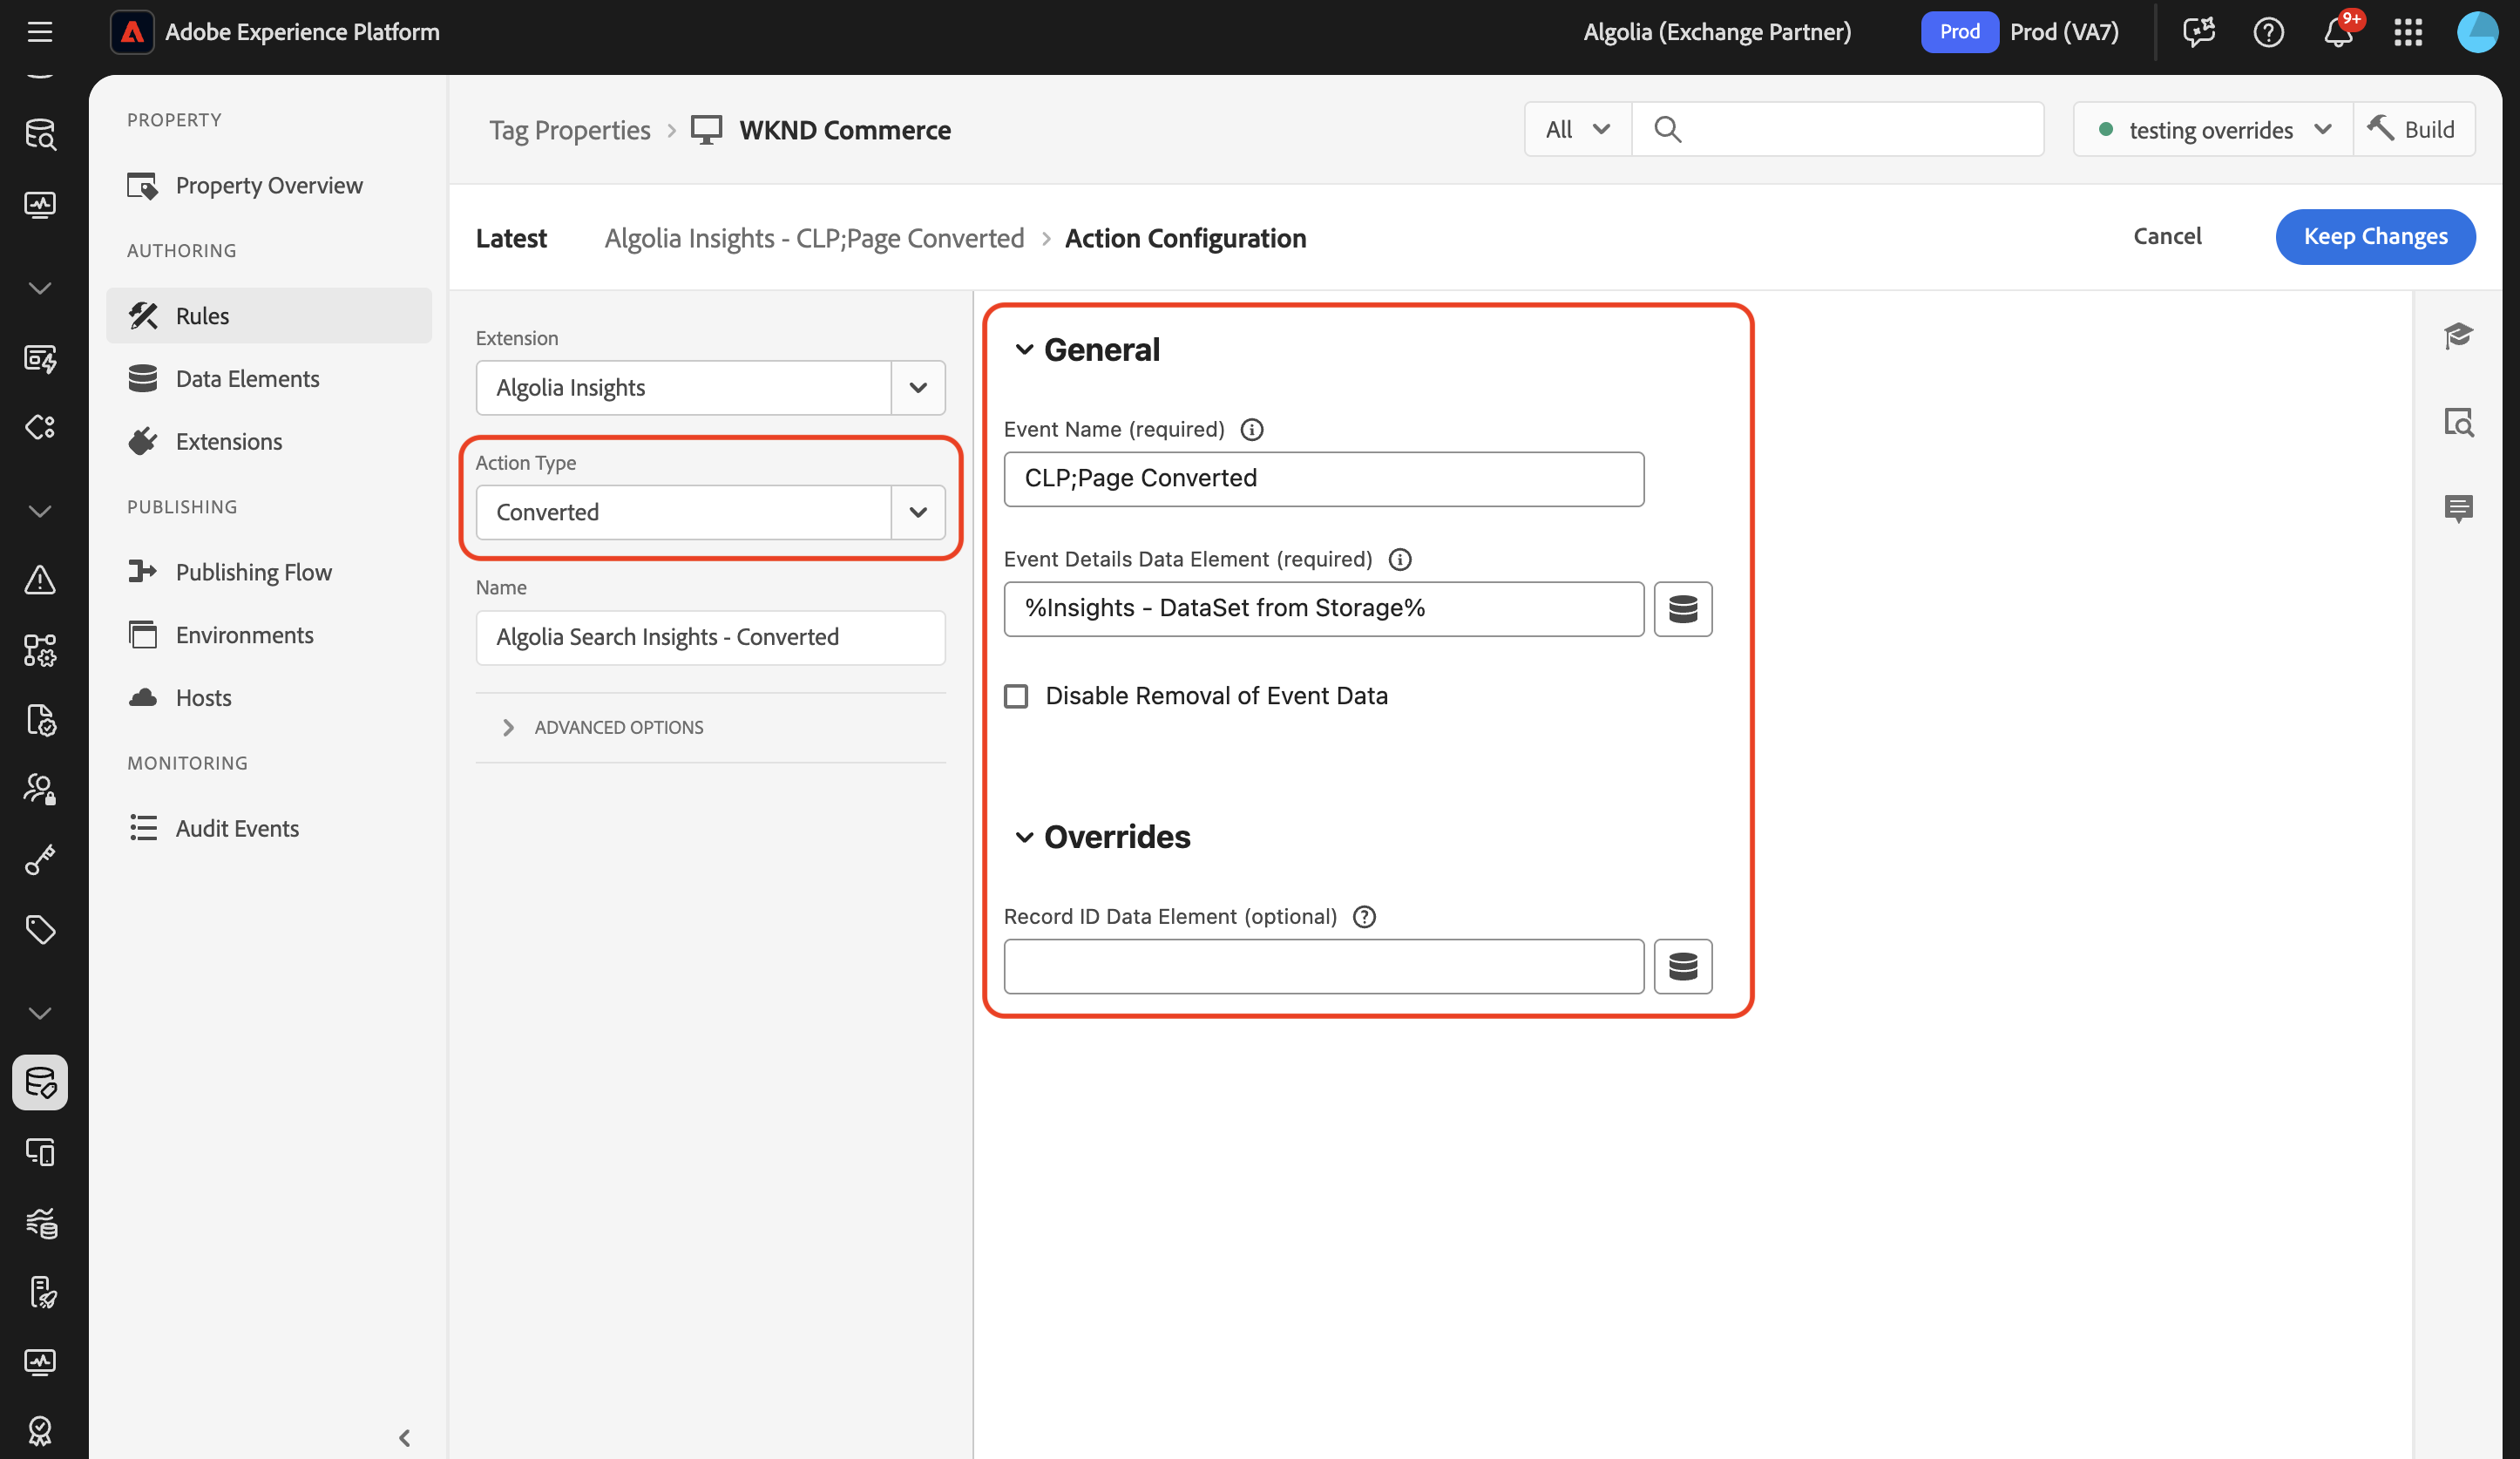 Adobe Experience Platform
Algolia (Exchange Partner)
Prod
Prod (VA7)
9+
PROPERTY
Property Overview
AUTHORING
Rules
Data Elements
Extensions
PUBLISHING
Publishing Flow
Environments
Hosts
MONITORING
Audit Events
Tag Properties
WKND Commerce
All
testing overrides
Build
Latest
Algolia Insights - CLP;Page Converted
Action Configuration
Cancel
Keep Changes
Extension
Algolia Insights
Action Type
Converted
Name
Algolia Search Insights - Converted
ADVANCED OPTIONS
General
Event Name (required)
CLP;Page Converted
Event Details Data Element (required)
%Insights - DataSet from Storage%
Disable Removal of Event Data
Overrides
Record ID Data Element (optional)